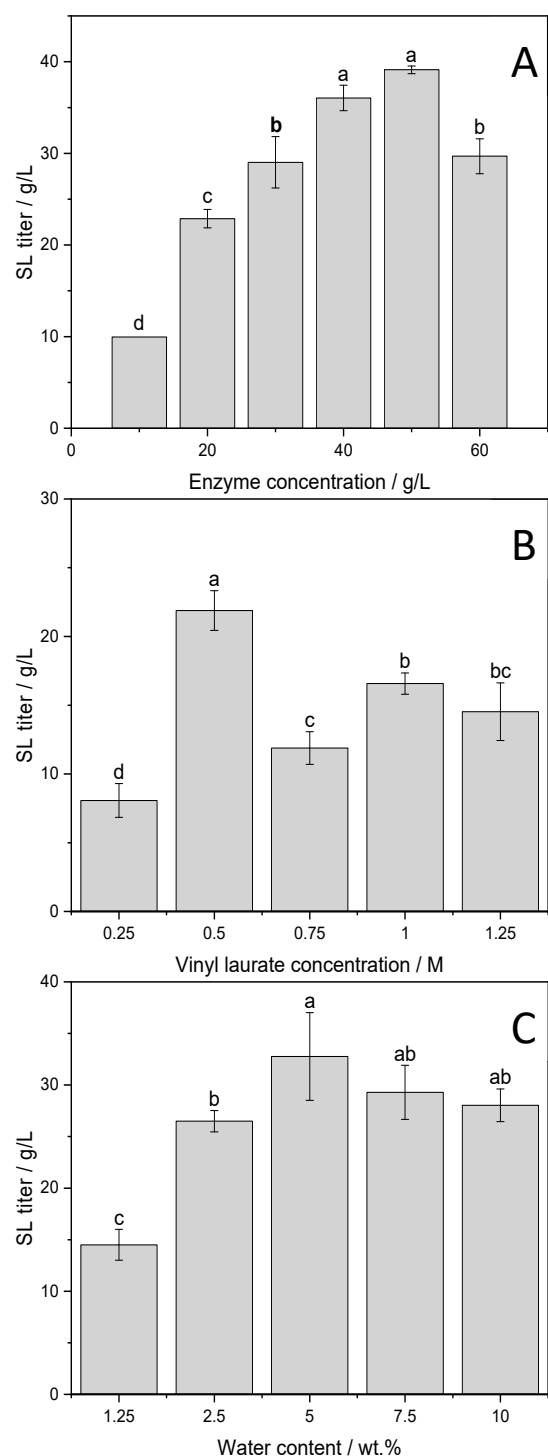 A
40
30
20
10
0
SL titer / g/L
d
c
b
a
a
b
0
20
40
60
Enzyme concentration / g/L
B
30
20
10
0
SL titer / g/L
d
a
c
b
bc
0.25
0.5
0.75
1
1.25
Vinyl laurate concentration / M
C
40
30
20
10
0
SL titer / g/L
c
b
a
ab
ab
1.25
2.5
5
7.5
10
Water content / wt.%